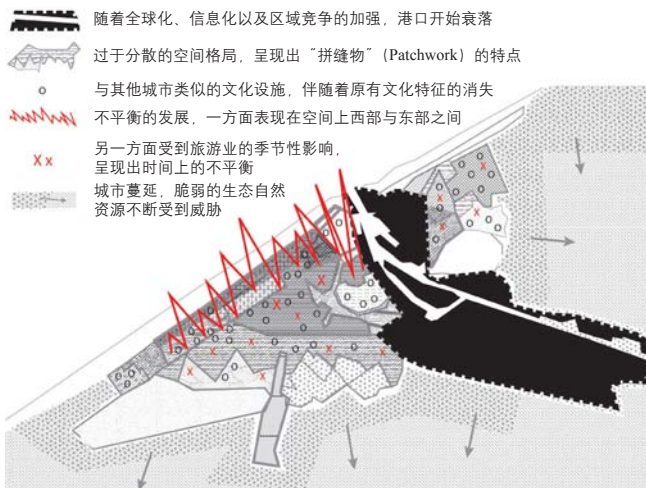 随着全球化、信息化以及区域竞争的加强，港口开始衰落
过于分散的空间格局，呈现出“拼缝物”（Patchwork）的特点
与其他城市类似的文化设施，伴随着原有文化特征的消失
不平衡的发展，一方面表现在空间上西部与东部之间
另一方面受到旅游业的季节性影响，
呈现出时间上的不平衡
城市蔓延，脆弱的生态自然
资源不断受到威胁